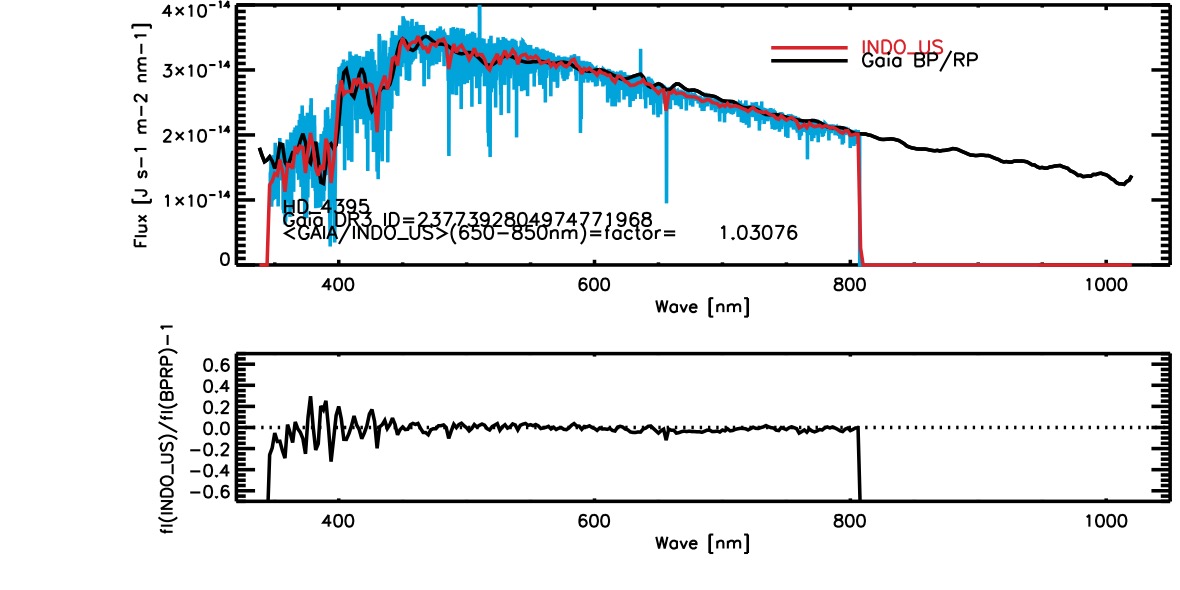 4×10⁻¹⁴
3×10⁻¹⁴
2×10⁻¹⁴
1×10⁻¹⁴
0
Flux [J s−1 m−2 nm−1]
INDO_US
Gaia BP/RP
HD_4395
Gaia DR3 ID=2377392804974771968
<GAIA/INDO_US>(650−850nm)=factor= 1.03076
400 600 800 1000
Wave [nm]
fl(INDO_US)/fl(BPRP)−1
0.6
0.4
0.2
0.0
−0.2
−0.4
−0.6
400 600 800 1000
Wave [nm]